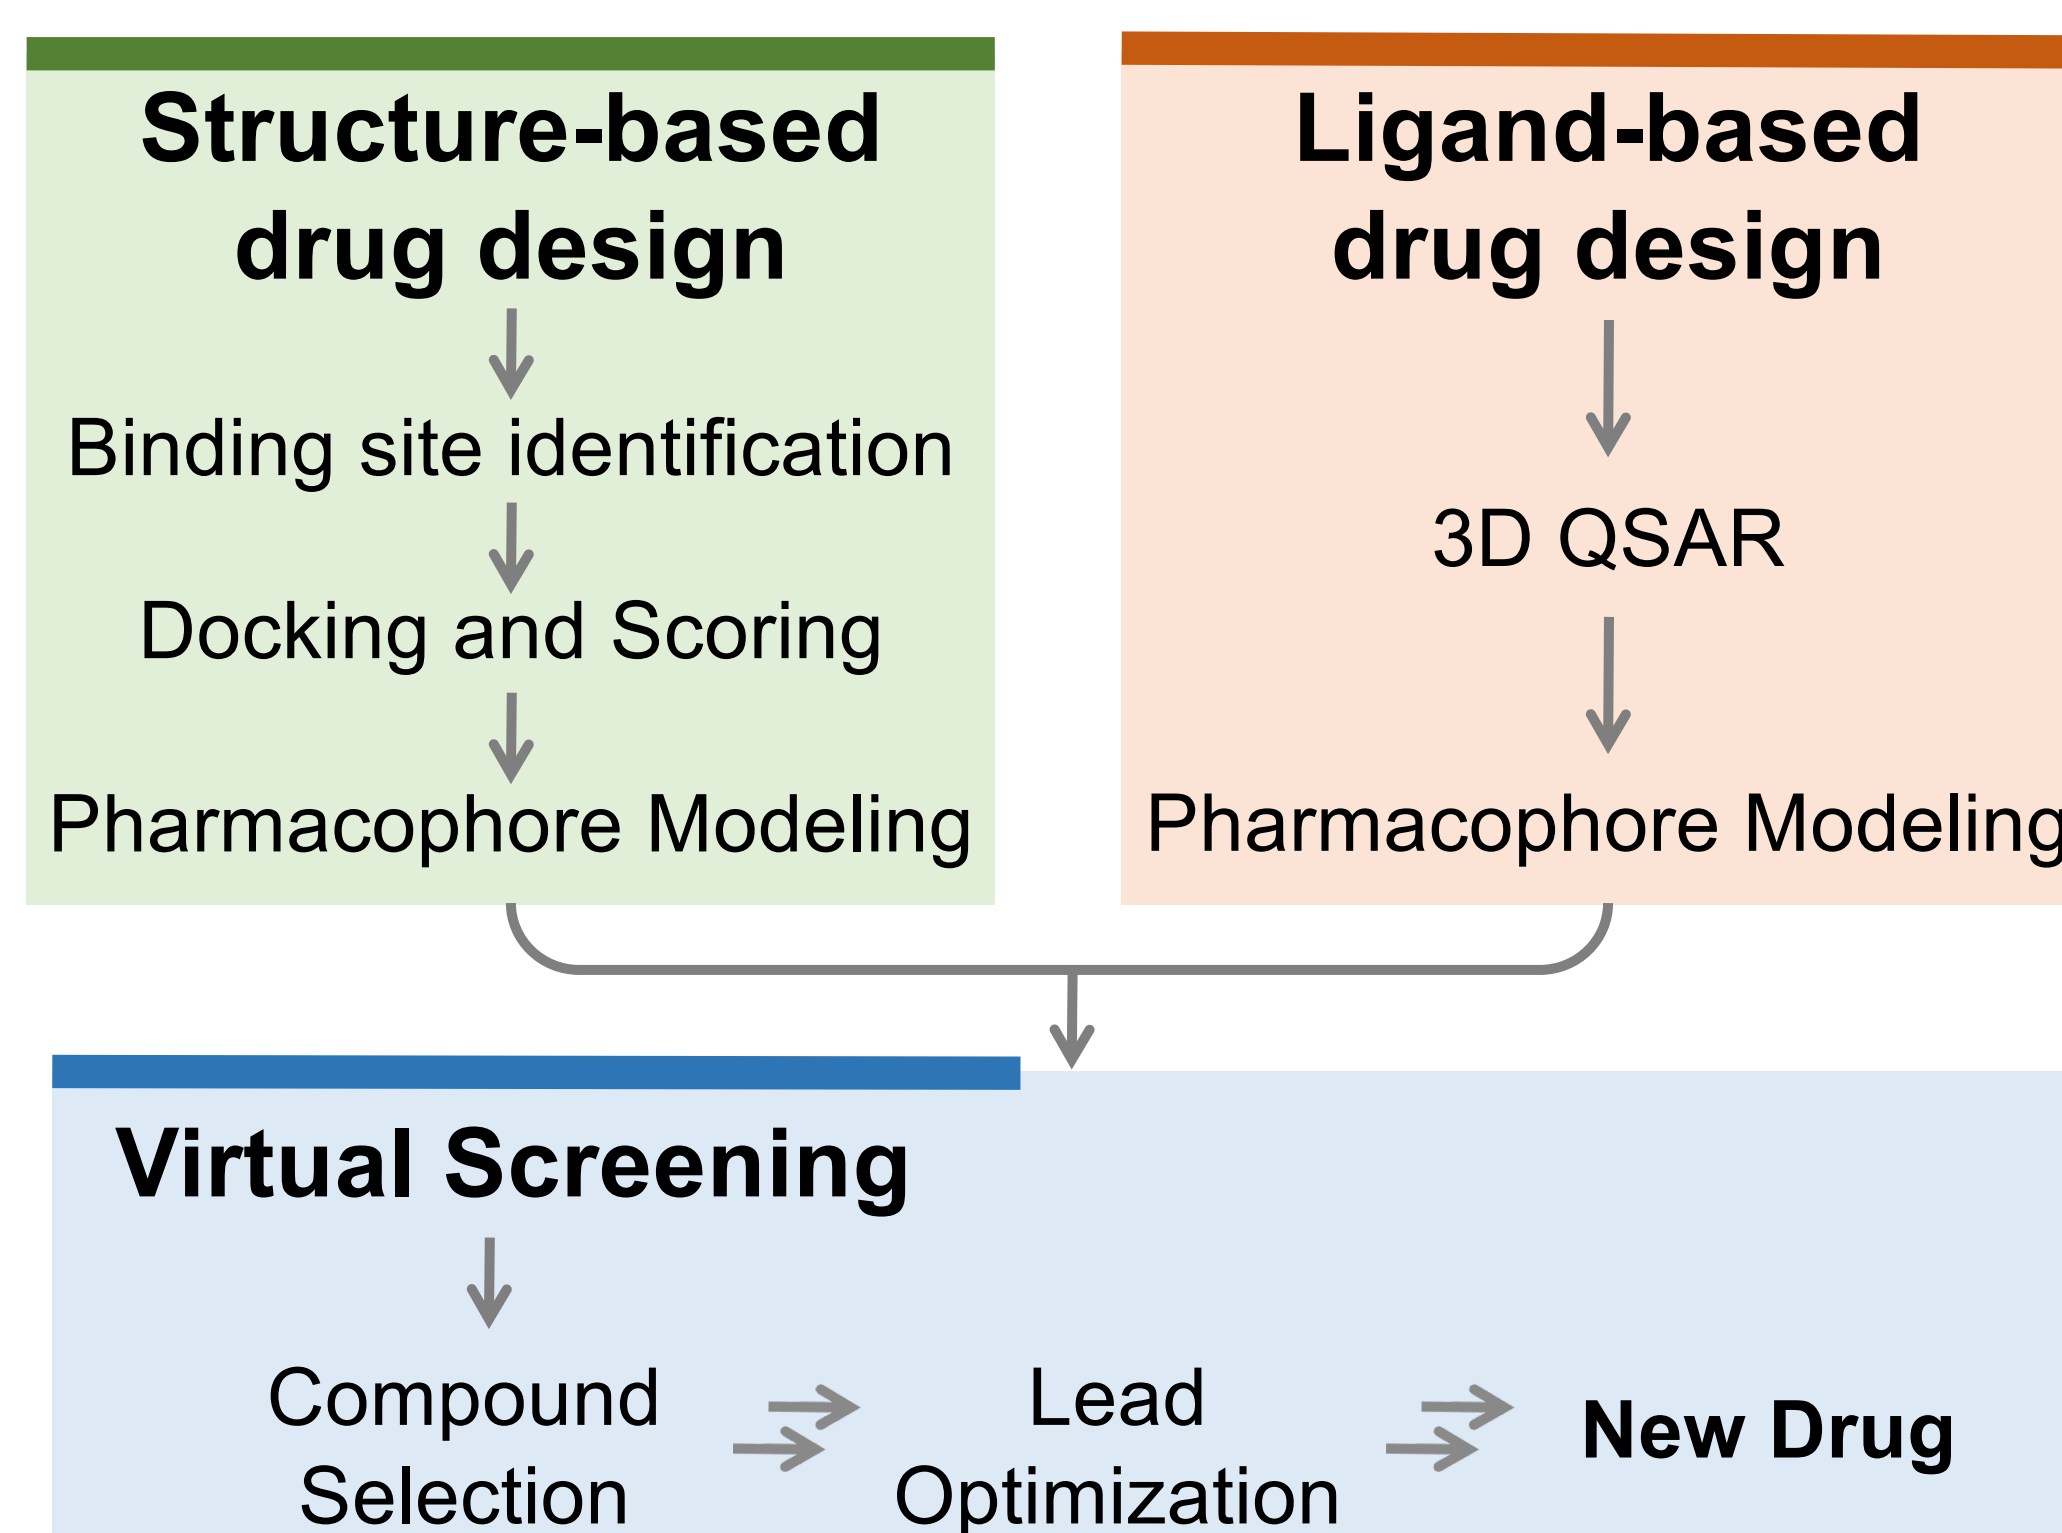 Structure-based
drug design
Binding site identification
Docking and Scoring
Pharmacophore Modeling
Ligand-based
drug design
3D QSAR
Pharmacophore Modeling
Virtual Screening
Compound
Selection
Lead
Optimization
New Drug